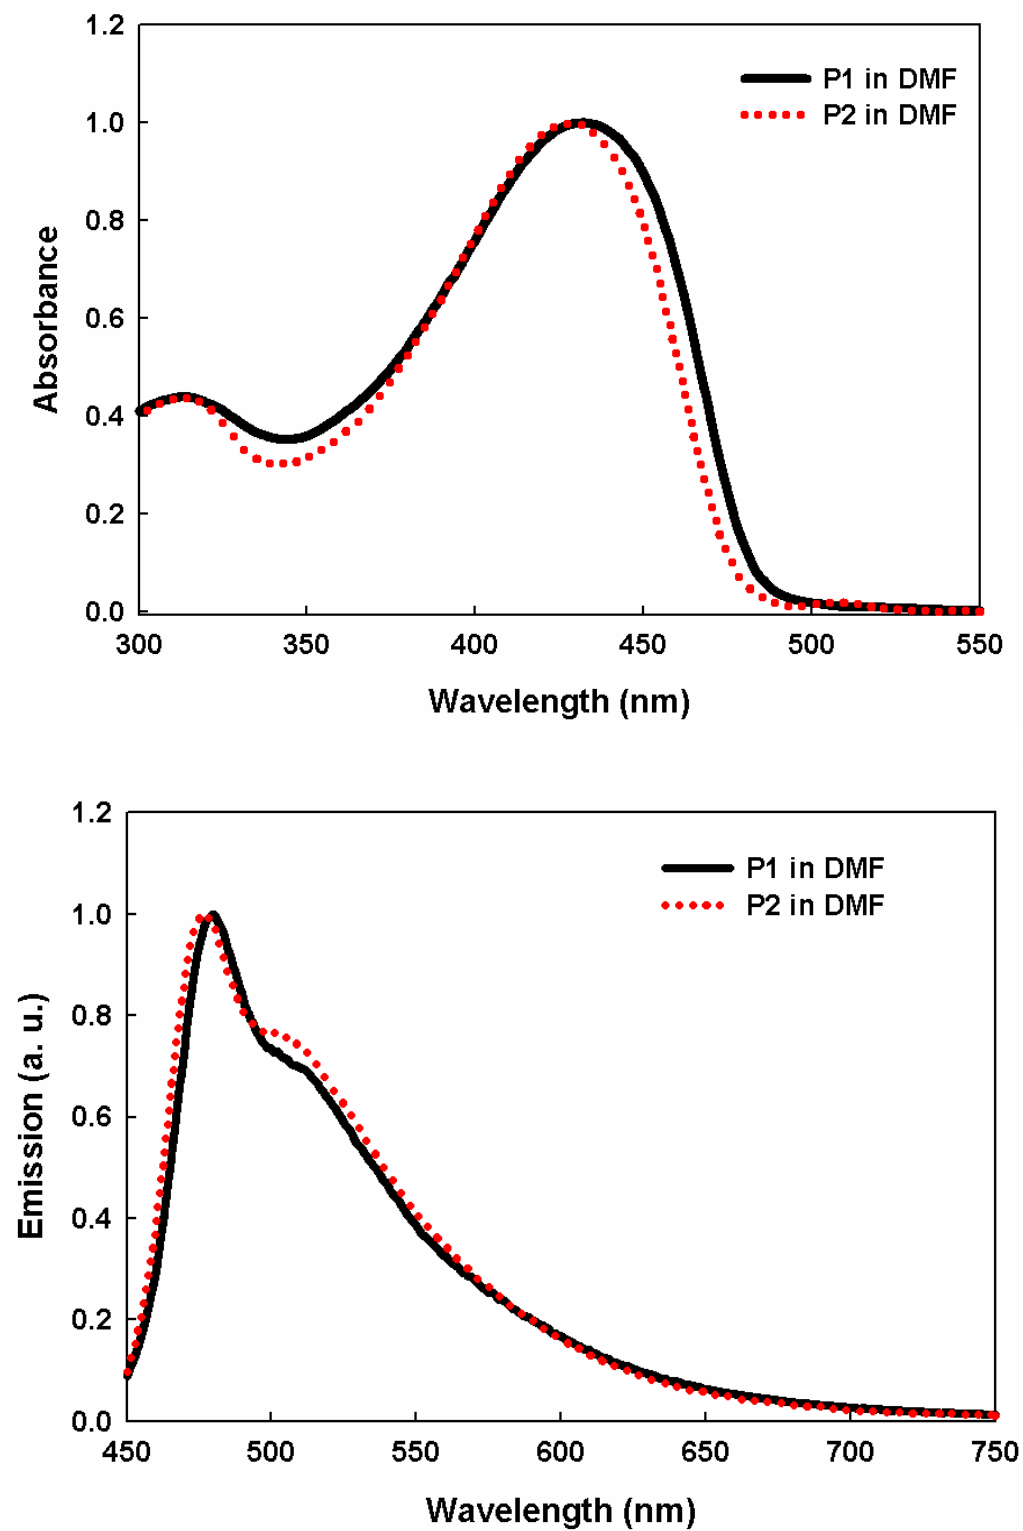 1.2
P1 in DMF
P2 in DMF
1.0
0.8
0.6
0.4
0.2
0.0
Absorbance
300 350 400 450 500 550
Wavelength (nm)
1.2
P1 in DMF
P2 in DMF
1.0
0.8
0.6
0.4
0.2
0.0
Emission (a. u.)
450 500 550 600 650 700 750
Wavelength (nm)